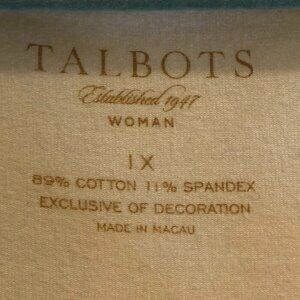 TALBOTS
Established 1947
WOMAN
1X
89% COTTON 11% SPANDEX
EXCLUSIVE OF DECORATION
MADE IN MACAU